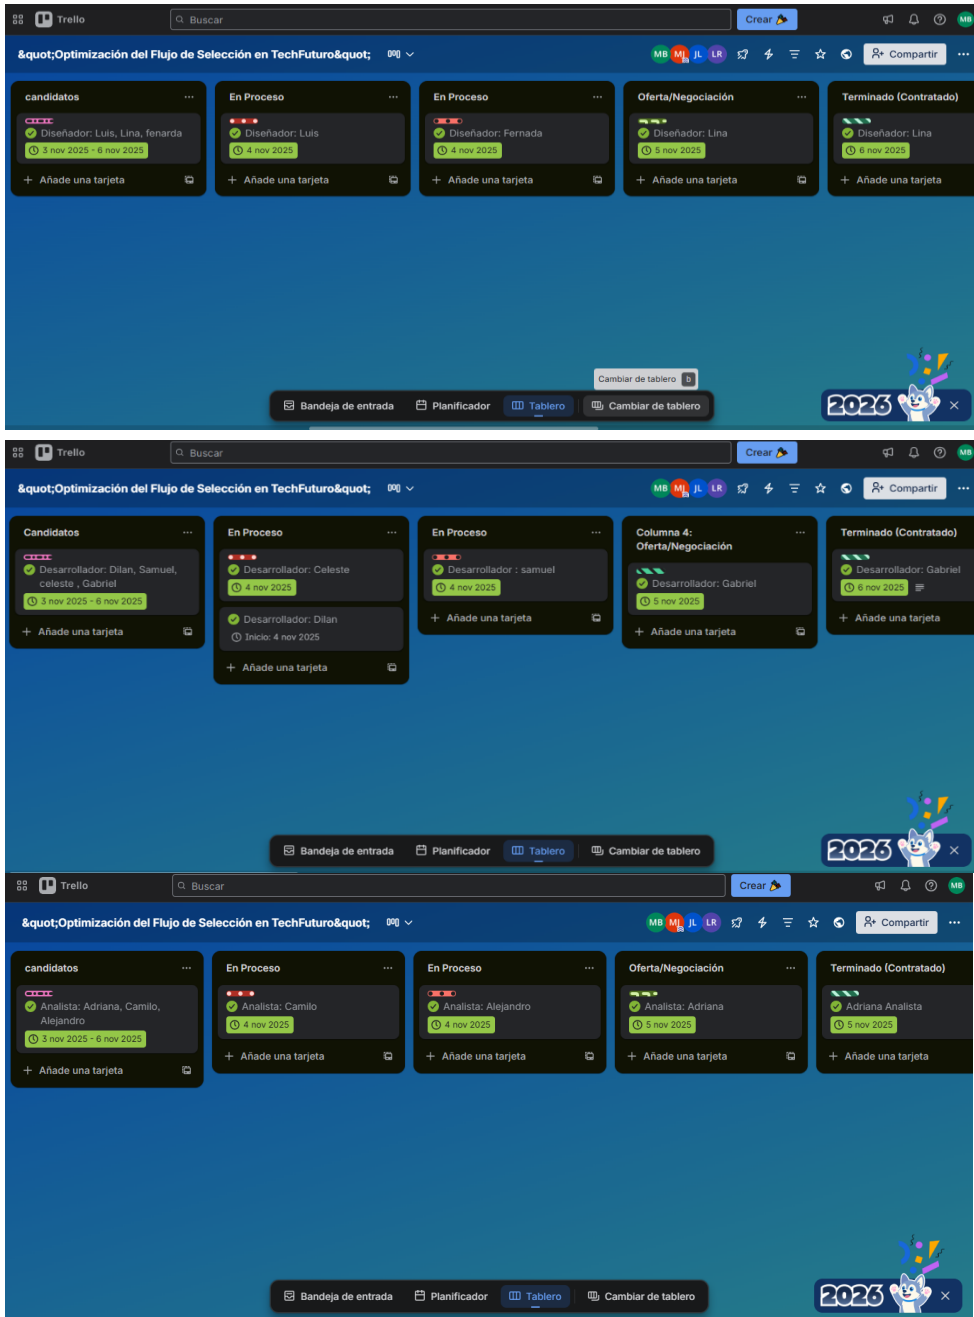 Trello
Buscar
Crear
MB
&quot;Optimización del Flujo de Selección en TechFuturo&quot;
MB MJ JL LR
Compartir
candidatos
Diseñador: Luis, Lina, fenarda
3 nov 2025 - 6 nov 2025
Añade una tarjeta
En Proceso
Diseñador: Luis
4 nov 2025
Añade una tarjeta
En Proceso
Diseñador: Fernada
4 nov 2025
Añade una tarjeta
Oferta/Negociación
Diseñador: Lina
5 nov 2025
Añade una tarjeta
Terminado (Contratado)
Diseñador: Lina
6 nov 2025
Añade una tarjeta
Cambiar de tablero b
Bandeja de entrada
Planificador
Tablero
Cambiar de tablero
2026
Trello
Buscar
Crear
MB
&quot;Optimización del Flujo de Selección en TechFuturo&quot;
MB MJ JL LR
Compartir
Candidatos
Desarrollador: Dilan, Samuel,
celeste , Gabriel
3 nov 2025 - 6 nov 2025
Añade una tarjeta
En Proceso
Desarrollador: Celeste
4 nov 2025
Desarrollador: Dilan
Inicio: 4 nov 2025
Añade una tarjeta
En Proceso
Desarrollador : samuel
4 nov 2025
Añade una tarjeta
Columna 4:
Oferta/Negociación
Desarrollador: Gabriel
5 nov 2025
Añade una tarjeta
Terminado (Contratado)
Desarrollador: Gabriel
6 nov 2025
Añade una tarjeta
Bandeja de entrada
Planificador
Tablero
Cambiar de tablero
2026
Trello
Buscar
Crear
MB
&quot;Optimización del Flujo de Selección en TechFuturo&quot;
MB MJ JL LR
Compartir
candidatos
Analista: Adriana, Camilo,
Alejandro
3 nov 2025 - 6 nov 2025
Añade una tarjeta
En Proceso
Analista: Camilo
4 nov 2025
Añade una tarjeta
En Proceso
Analista: Alejandro
4 nov 2025
Añade una tarjeta
Oferta/Negociación
Analista: Adriana
5 nov 2025
Añade una tarjeta
Terminado (Contratado)
Adriana Analista
5 nov 2025
Añade una tarjeta
Bandeja de entrada
Planificador
Tablero
Cambiar de tablero
2026